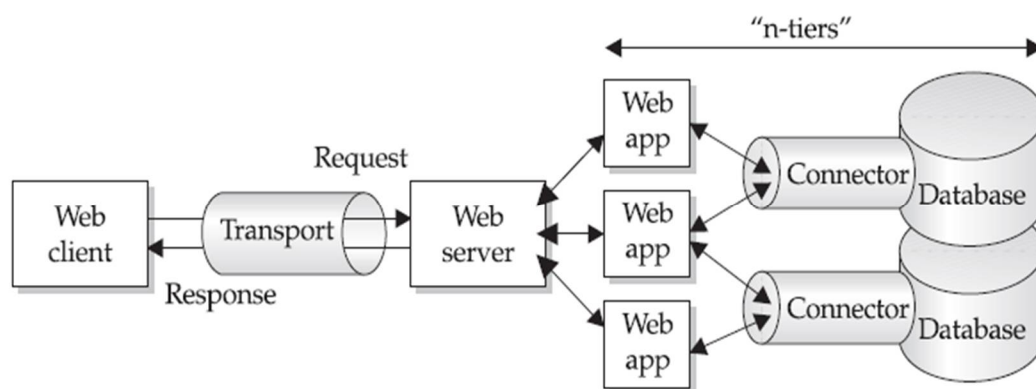 “n-tiers”
Web
app
Request
Connector
Database
Web
client
Transport
Web
server
Web
app
Response
Connector
Database
Web
app